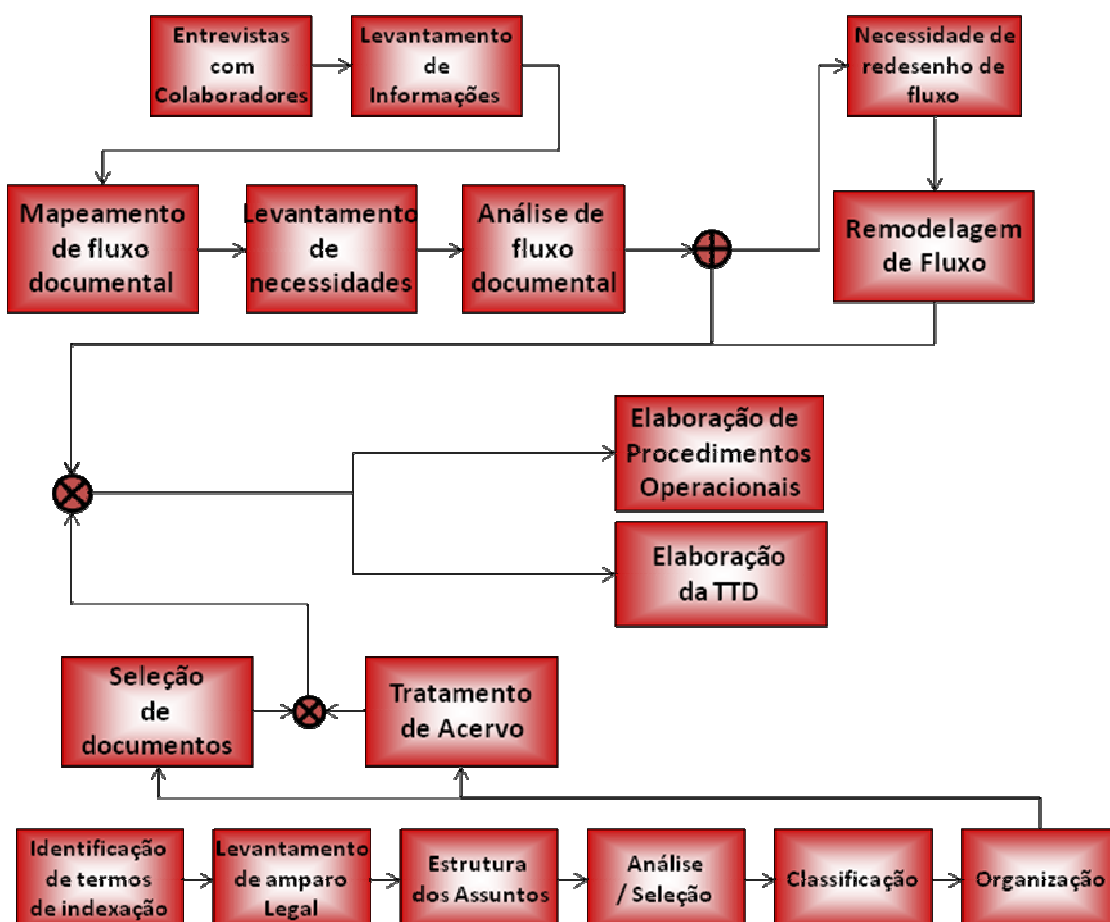 Entrevistas
com
Colaboradores
Levantamento
de
Informações
Necessidade de
redesenho de
fluxo
Mapeamento
de fluxo
documental
Levantamento
de
necessidades
Análise de
fluxo
documental
Remodelagem
de Fluxo
Elaboração de
Procedimentos
Operacionais
Elaboração
da TTD
Seleção
de
documentos
Tratamento
de Acervo
Identificação
de termos
de indexação
Levantamento
de amparo
Legal
Estrutura
dos Assuntos
Análise
/ Seleção
Classificação
Organização